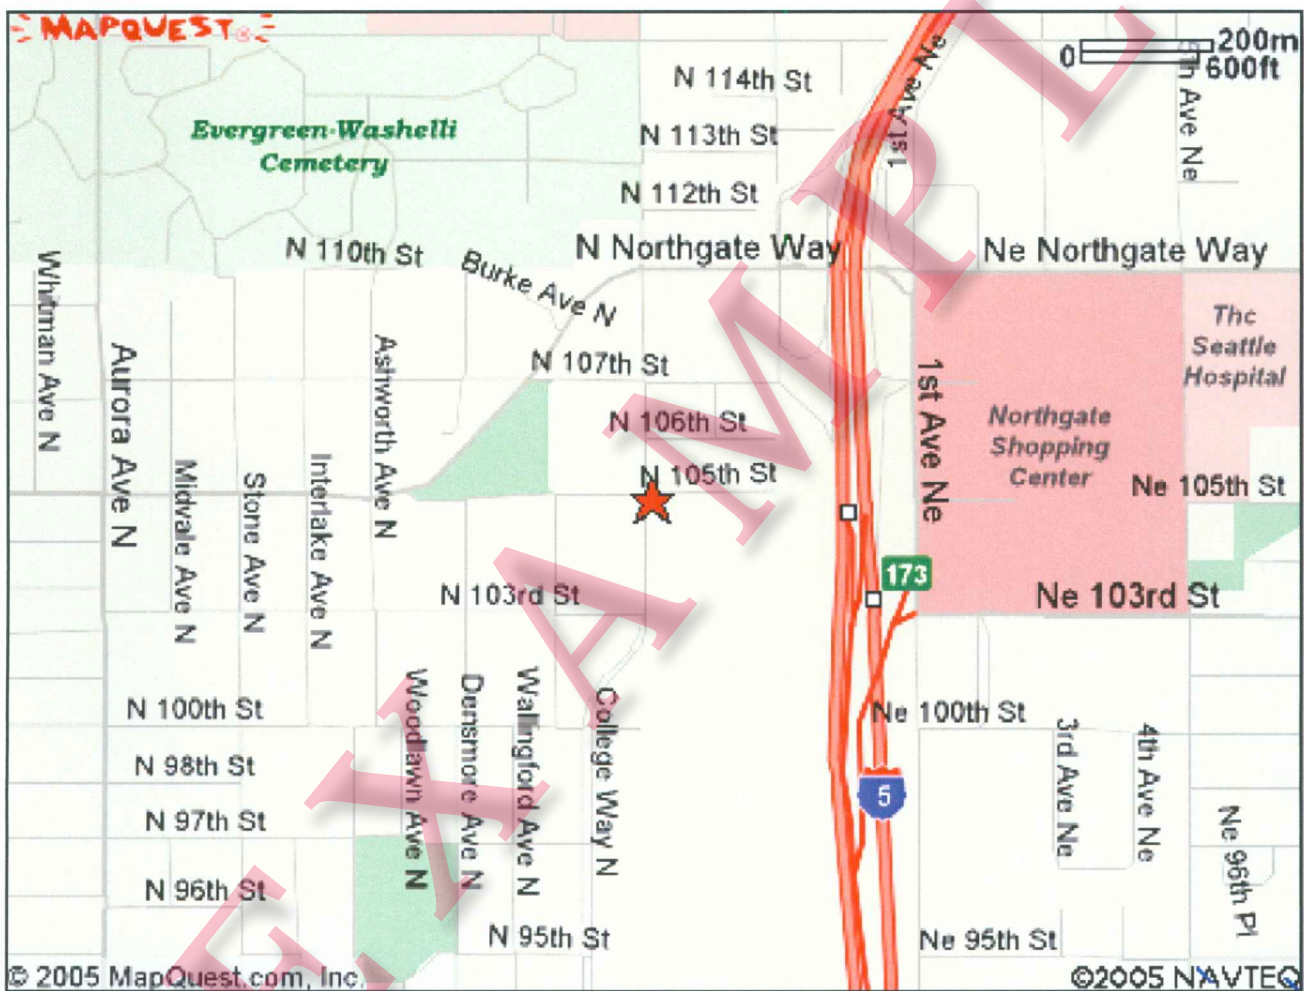 MAPQUEST
0 200m
600ft
N 114th St
1st Ave Ne
5th Ave Ne
Evergreen-Washelli
Cemetery
N 113th St
N 112th St
N 110th St
N Northgate Way
Ne Northgate Way
Burke Ave N
Whitman Ave N
Aurora Ave N
Ashworth Ave N
N 107th St
1st Ave Ne
The
Seattle
Hospital
N 106th St
Northgate
Shopping
Center
N 105th St
Ne 105th St
Midvale Ave N
Stone Ave N
Interlake Ave N
173
N 103rd St
Ne 103rd St
N 100th St
Woodlawn Ave N
Densmore Ave N
Wallingford Ave N
College Way N
Ne 100th St
3rd Ave Ne
4th Ave Ne
N 98th St
5
N 97th St
Ne 96th Pl
N 96th St
N 95th St
Ne 95th St
© 2005 MapQuest.com, Inc.
©2005 NAVTEQ
EXAMPL